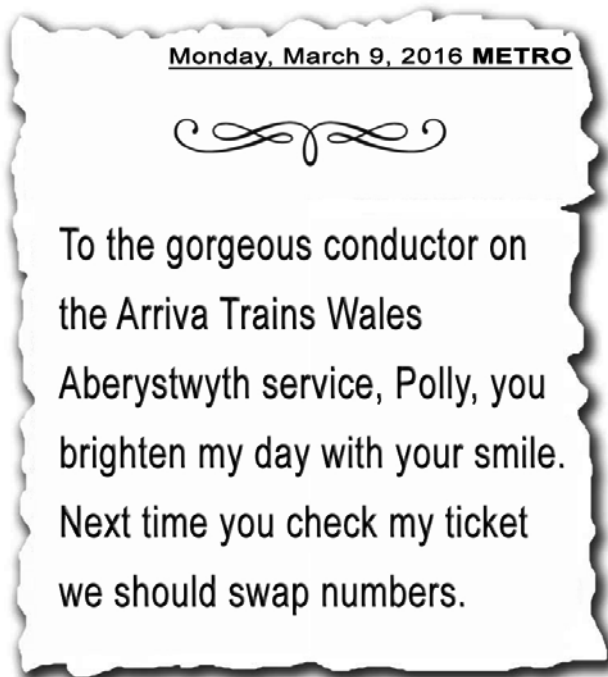 Monday, March 9, 2016 METRO
To the gorgeous conductor on
the Arriva Trains Wales
Aberystwyth service, Polly, you
brighten my day with your smile.
Next time you check my ticket
we should swap numbers.